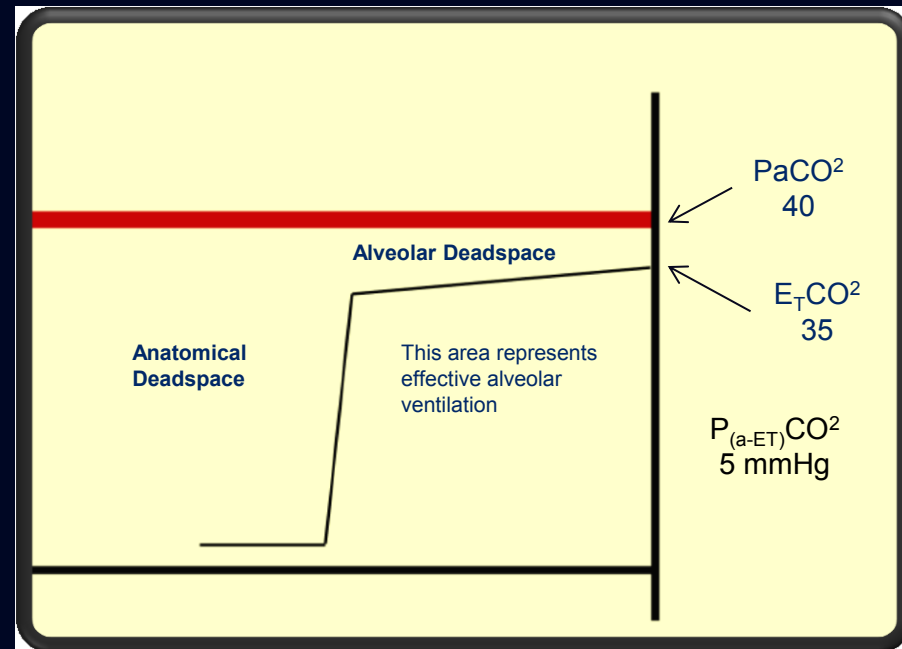 PaCO²
40
Alveolar Deadspace
EₜCO²
35
Anatomical
Deadspace
This area represents
effective alveolar
ventilation
P(a-ET)CO²
5 mmHg